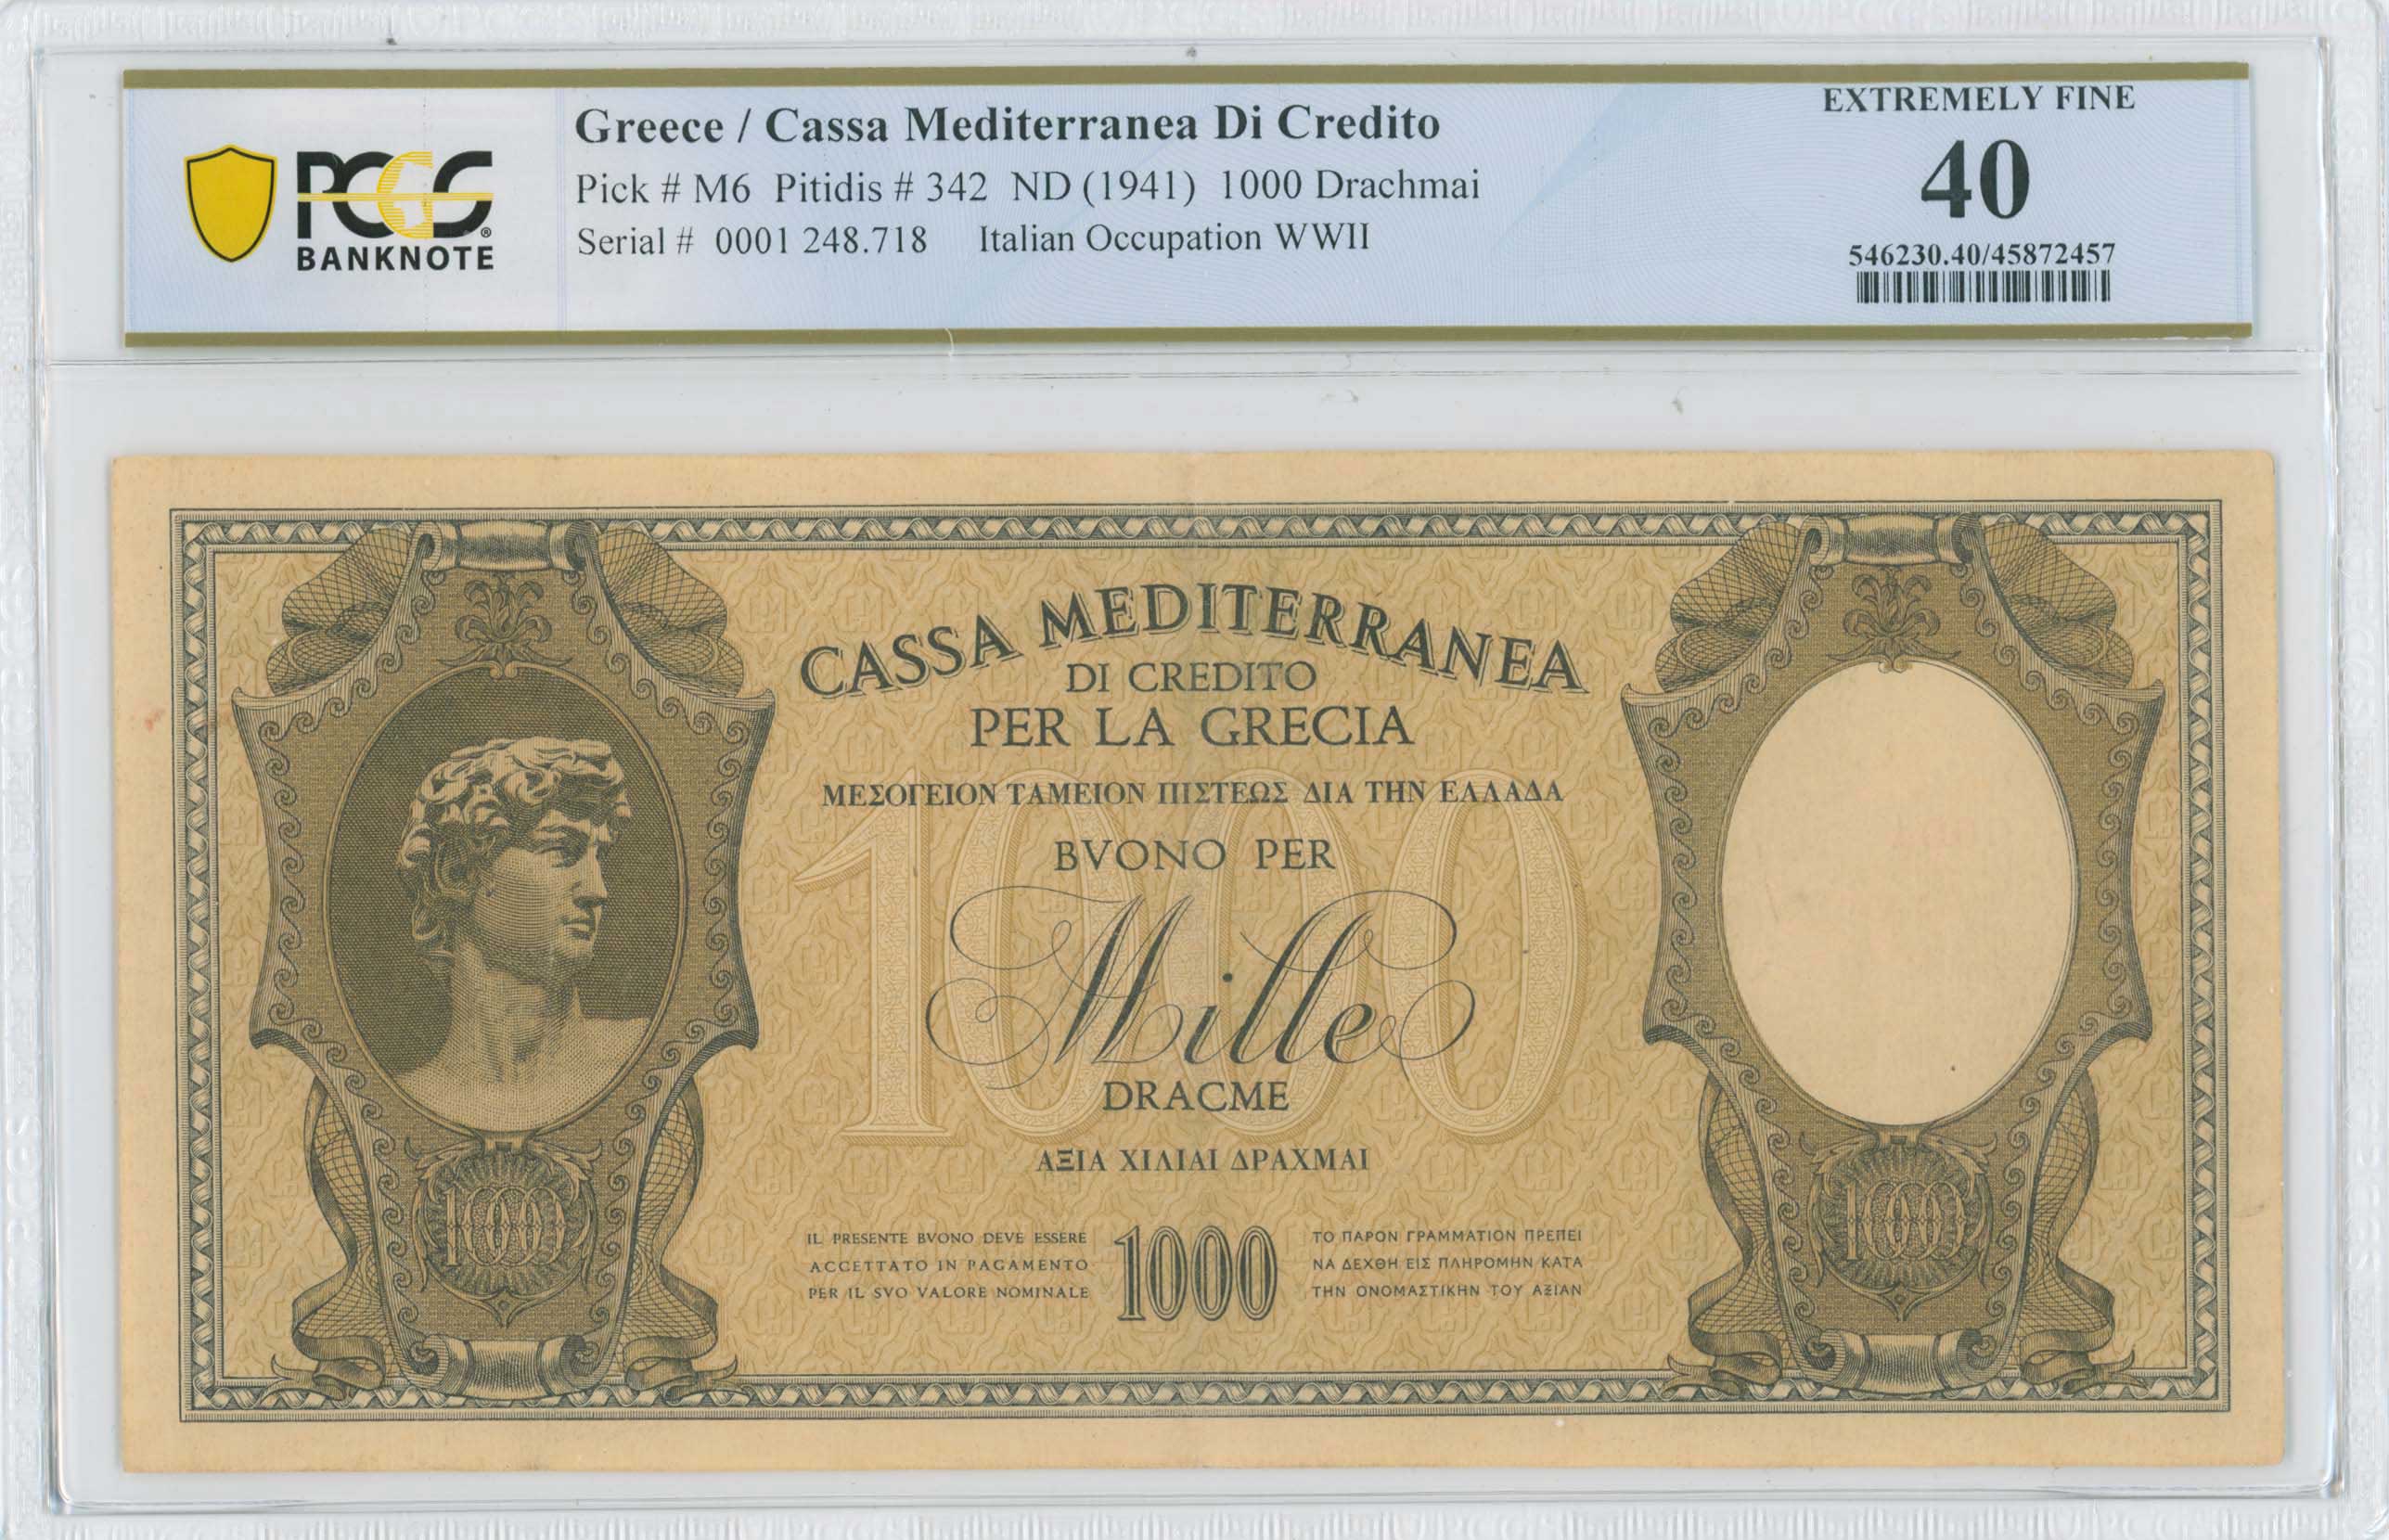 PCGS
BANKNOTE
Greece / Cassa Mediterranea Di Credito
Pick # M6 Pitidis # 342 ND (1941) 1000 Drachmai
Serial # 0001 248.718 Italian Occupation WWII
EXTREMELY FINE
40
546230.40/45872457
CASSA MEDITERRANEA
DI CREDITO
PER LA GRECIA
ΜΕΣΟΓΕΙΟΝ ΤΑΜΕΙΟΝ ΠΙΣΤΕΩΣ ΔΙΑ ΤΗΝ ΕΛΛΑΔΑ
1000
BVONO PER
Mille
DRACME
ΑΞΙΑ ΧΙΛΙΑΙ ΔΡΑΧΜΑΙ
IL PRESENTE BVONO DEVE ESSERE
ACCETTATO IN PAGAMENTO
PER IL SVO VALORE NOMINALE
1000
ΤΟ ΠΑΡΟΝ ΓΡΑΜΜΑΤΙΟΝ ΠΡΕΠΕΙ
ΝΑ ΔΕΧΘΗ ΕΙΣ ΠΛΗΡΟΜΗΝ ΚΑΤΑ
ΤΗΝ ΟΝΟΜΑΣΤΙΚΗΝ ΤΟΥ ΑΞΙΑΝ
1000
1000